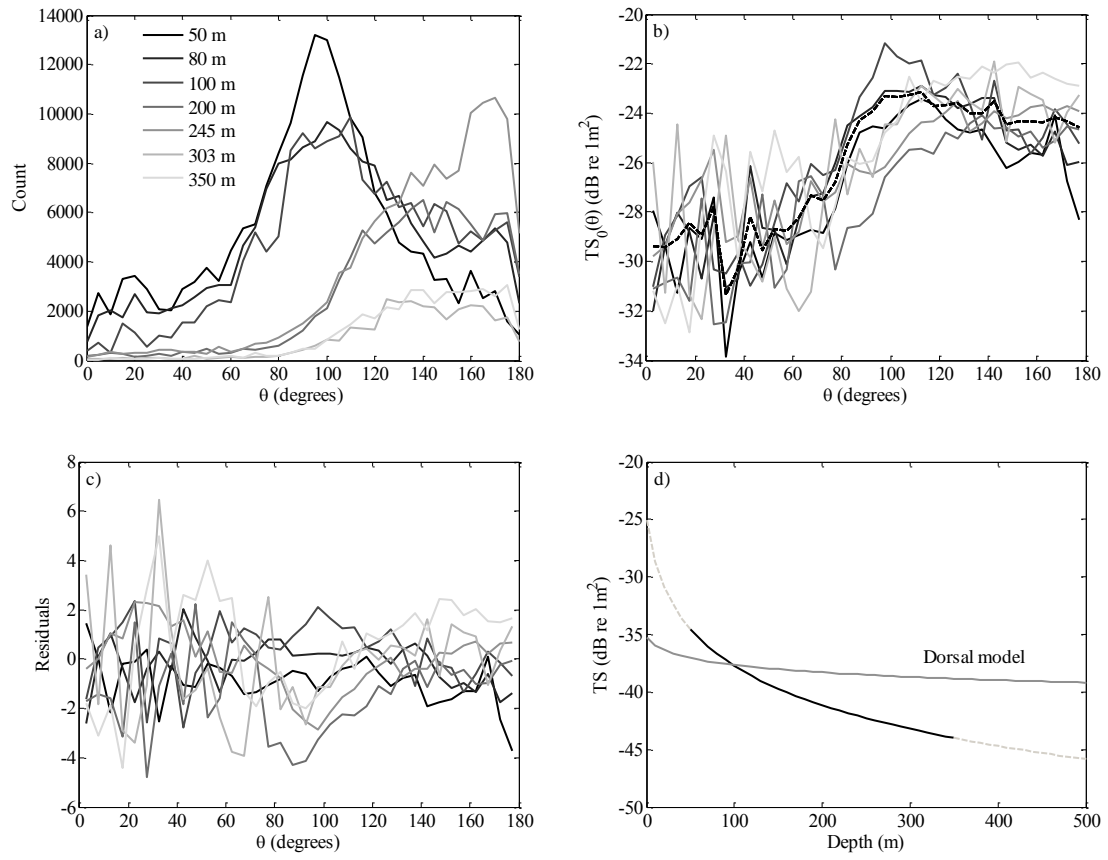 a)
50 m
80 m
100 m
200 m
245 m
303 m
350 m
14000
12000
10000
8000
6000
4000
2000
0
Count
0 20 40 60 80 100 120 140 160 180
θ (degrees)
b)
-20
-22
-24
-26
-28
-30
-32
-34
TS₀(θ) (dB re 1m²)
0 20 40 60 80 100 120 140 160 180
θ (degrees)
c)
8
6
4
2
0
-2
-4
-6
Residuals
0 20 40 60 80 100 120 140 160 180
θ (degrees)
d)
-20
-25
-30
-35
-40
-45
-50
TS (dB re 1m²)
Dorsal model
0 100 200 300 400 500
Depth (m)